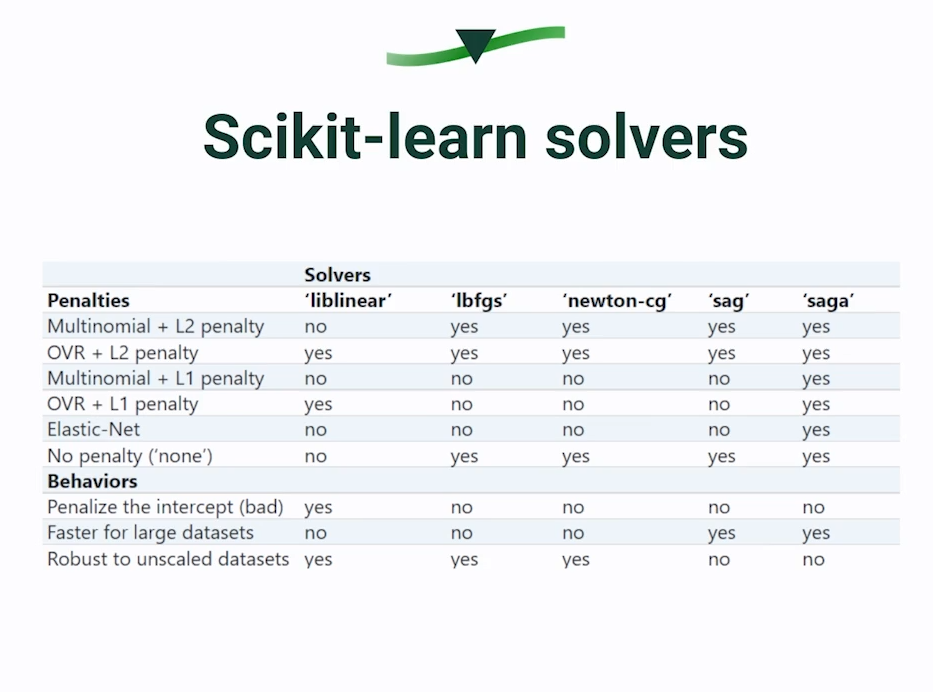 Scikit-learn solvers
Solvers
Penalties ‘liblinear’ ‘lbfgs’ ‘newton-cg’ ‘sag’ ‘saga’
Multinomial + L2 penalty no yes yes yes yes
OVR + L2 penalty yes yes yes yes yes
Multinomial + L1 penalty no no no no yes
OVR + L1 penalty yes no no no yes
Elastic-Net no no no no yes
No penalty (‘none’) no yes yes yes yes
Behaviors
Penalize the intercept (bad) yes no no no no
Faster for large datasets no no no yes yes
Robust to unscaled datasets yes yes yes no no